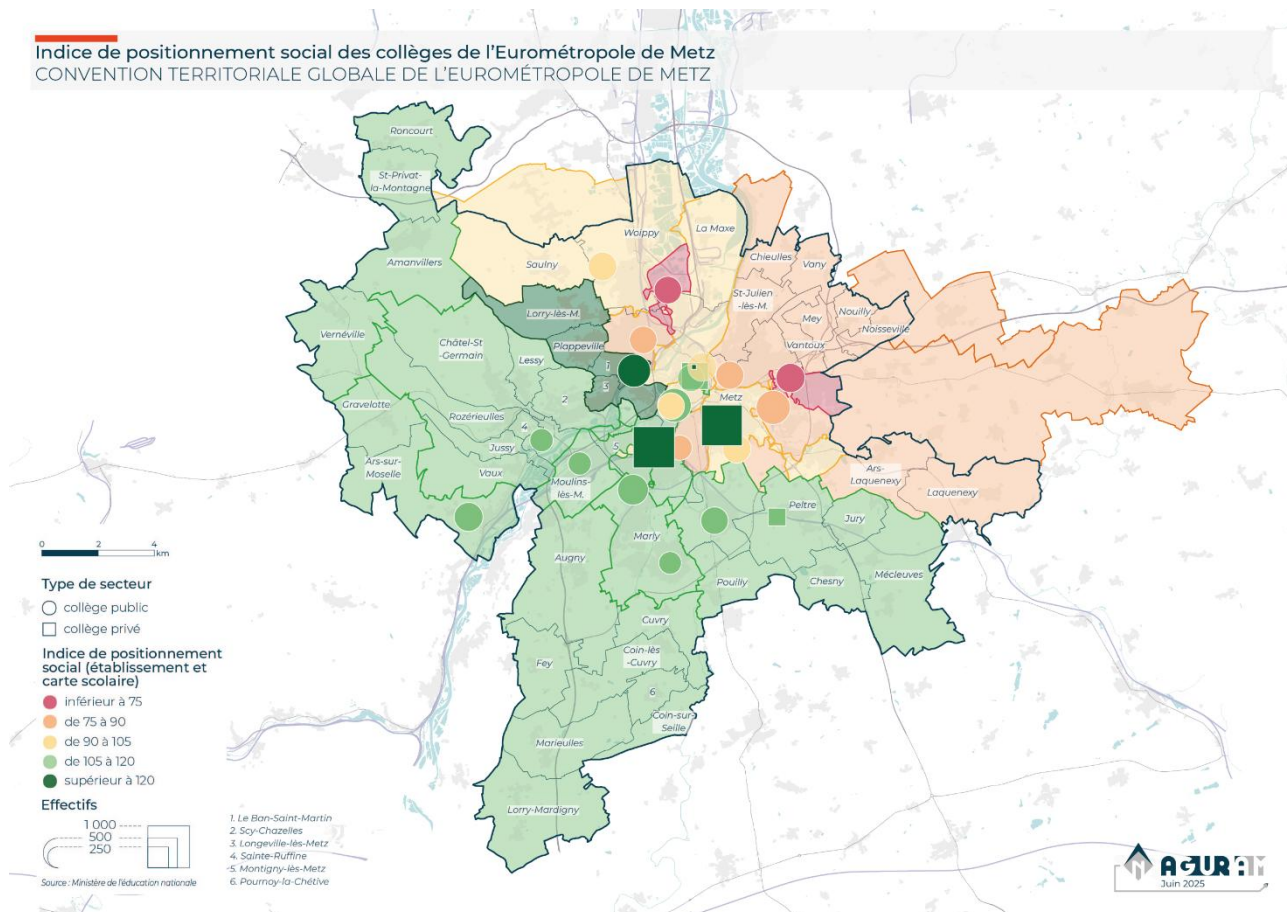 Indice de positionnement social des collèges de l'Eurométropole de Metz
CONVENTION TERRITORIALE GLOBALE DE L'EUROMÉTROPOLE DE METZ
Roncourt
St-Privat-
la-Montagne
Amanvillers
Woippy
La Maxe
Saulny
Chieulles
Vany
St-Julien
-lès-M.
Nouilly
Mey
Noisseville
Lorry-lès-M.
Vantoux
Plappeville
Vernéville
Châtel-St
-Germain
Lessy
1
3
2
Metz
Gravelotte
Rozérieulles
4
Jussy
5
Ars-sur-
Moselle
Vaux
Moulins-
lès-M.
Ars-
Laquenexy
Laquenexy
Peltre
Jury
Marly
Augny
Pouilly
Chesny
Mécleuves
Cuvry
Fey
Coin-lès
-Cuvry
6
Coin-sur-
Seille
Marieulles
Lorry-Mardigny
0 2 4
km
Type de secteur
collège public
collège privé
Indice de positionnement
social (établissement et
carte scolaire)
inférieur à 75
de 75 à 90
de 90 à 105
de 105 à 120
supérieur à 120
Effectifs
1 000
500
250
Source : Ministère de l'éducation nationale
1. Le Ban-Saint-Martin
2. Scy-Chazelles
3. Longeville-lès-Metz
4. Sainte-Ruffine
5. Montigny-lès-Metz
6. Pournoy-la-Chétive
N
AGURAM
Juin 2025